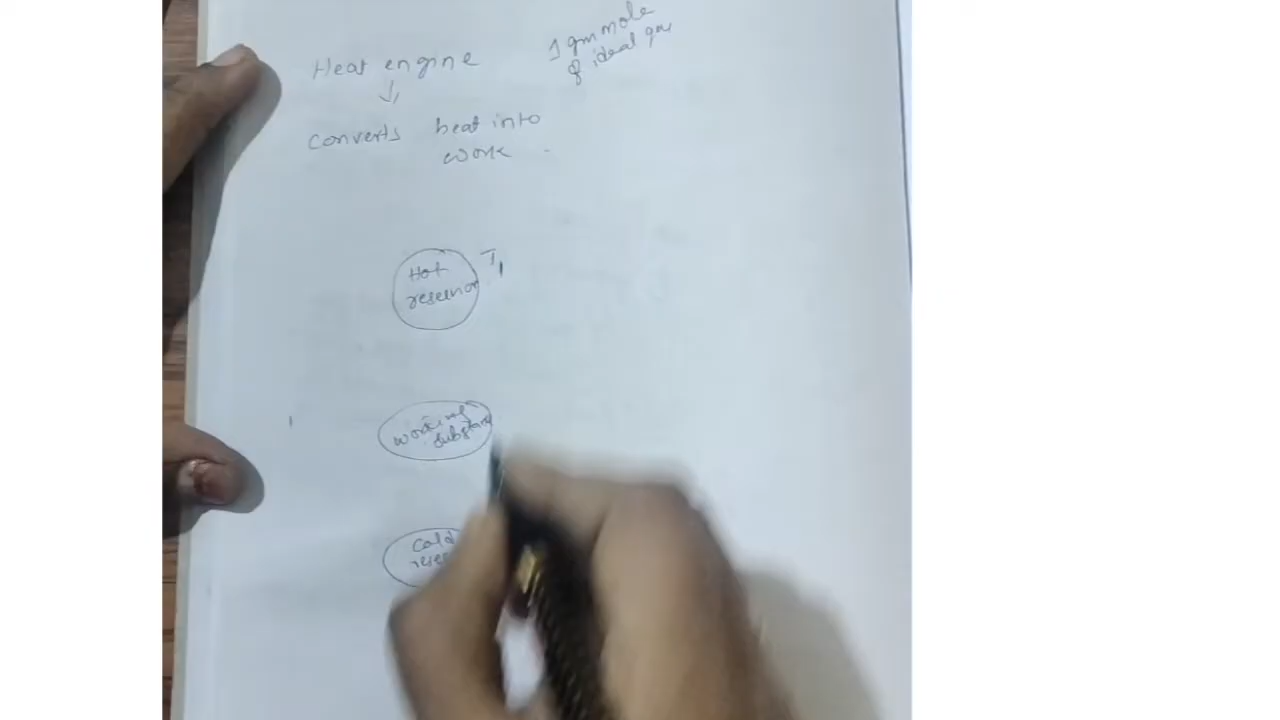 Heat engine
1 gm mole
of ideal gas
↓
converts heat into
work
Hot
reservoir
T1
working
substance
cold